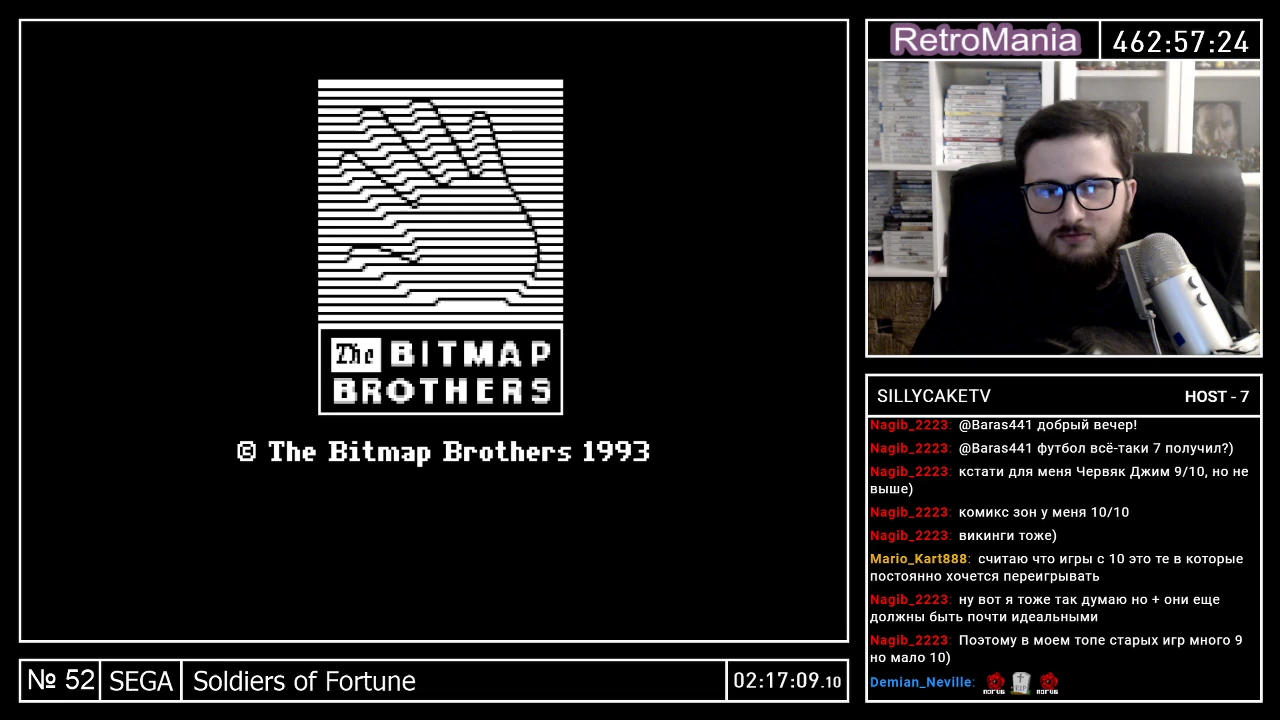 RetroMania
462:57:24
The BITMAP
BROTHERS
© The Bitmap Brothers 1993
SILLYCAKETV
HOST - 7
Nagib_2223: @Baras441 добрый вечер!
Nagib_2223: @Baras441 футбол всё-таки 7 получил?)
Nagib_2223: кстати для меня Червяк Джим 9/10, но не
выше)
Nagib_2223: комикс зон у меня 10/10
Nagib_2223: викинги тоже)
Mario_Kart888: считаю что игры с 10 это те в которые
постоянно хочется переигрывать
Nagib_2223: ну вот я тоже так думаю но + они еще
должны быть почти идеальными
Nagib_2223: Поэтому в моем топе старых игр много 9
но мало 10)
Demian_Neville:
№ 52
SEGA
Soldiers of Fortune
02:17:09.10